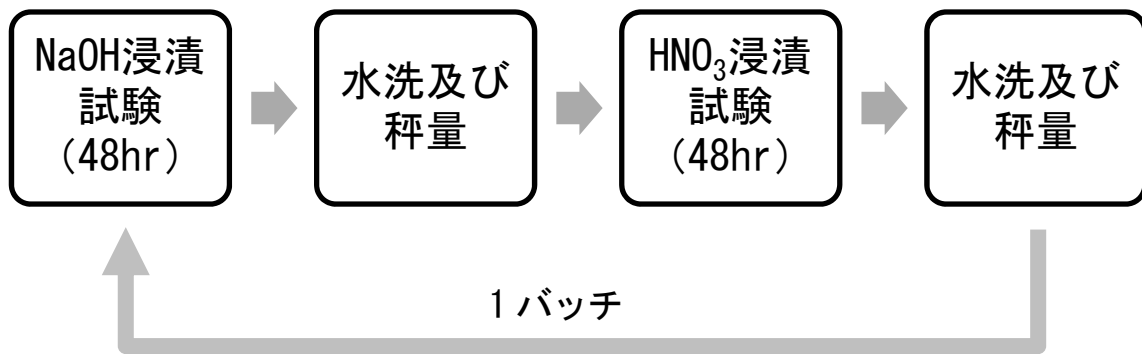 NaOH浸漬
試験
(48hr)
水洗及び
秤量
HNO₃浸漬
試験
(48hr)
水洗及び
秤量
1バッチ